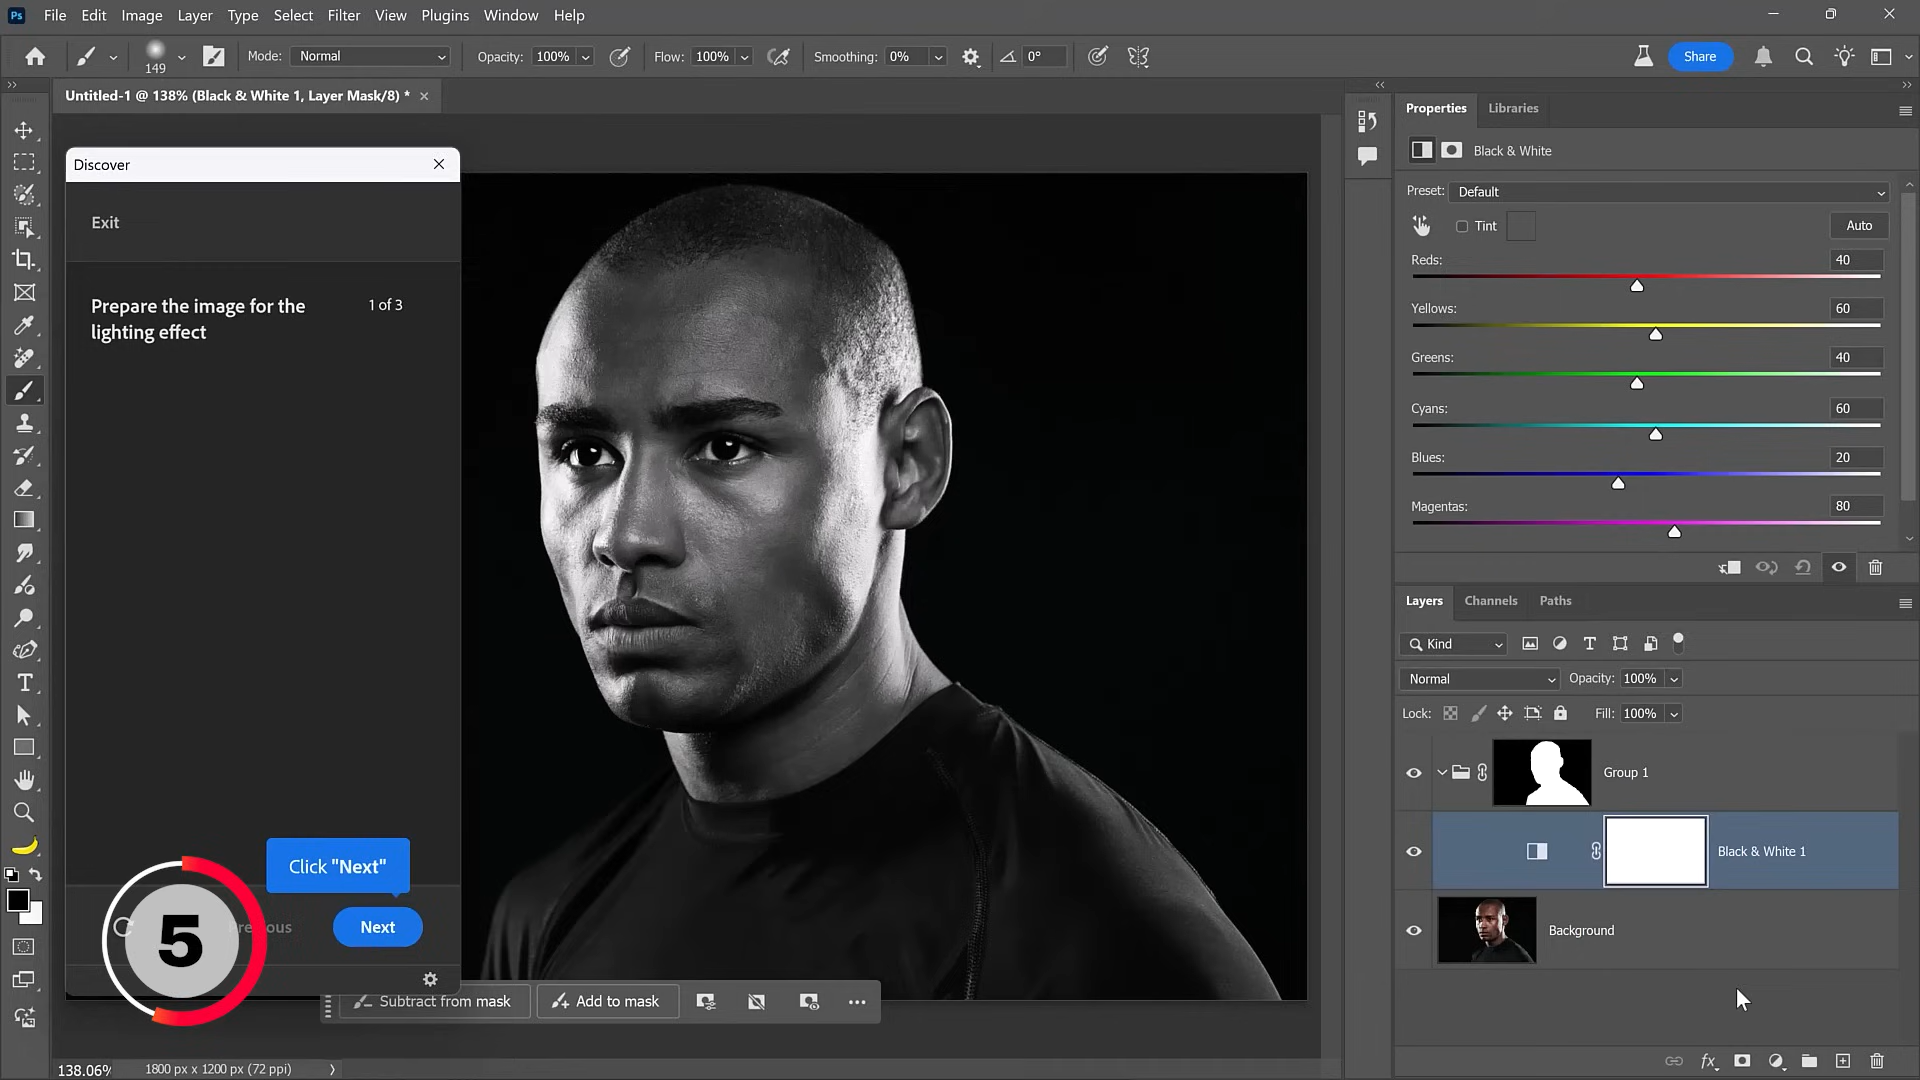 Ps File Edit Image Layer Type Select Filter View Plugins Window Help
149 Mode: Normal Opacity: 100% Flow: 100% Smoothing: 0% 0° Share
Untitled-1 @ 138% (Black & White 1, Layer Mask/8) *
Discover
Exit
Prepare the image for the
lighting effect
1 of 3
Click "Next"
Previous
Next
5
Subtract from mask
Add to mask
138.06%
1800 px x 1200 px (72 ppi)
Properties Libraries
Black & White
Preset: Default
Tint
Auto
Reds: 40
Yellows: 60
Greens: 40
Cyans: 60
Blues: 20
Magentas: 80
Layers Channels Paths
Kind
Normal Opacity: 100%
Lock: Fill: 100%
Group 1
Black & White 1
Background
fx